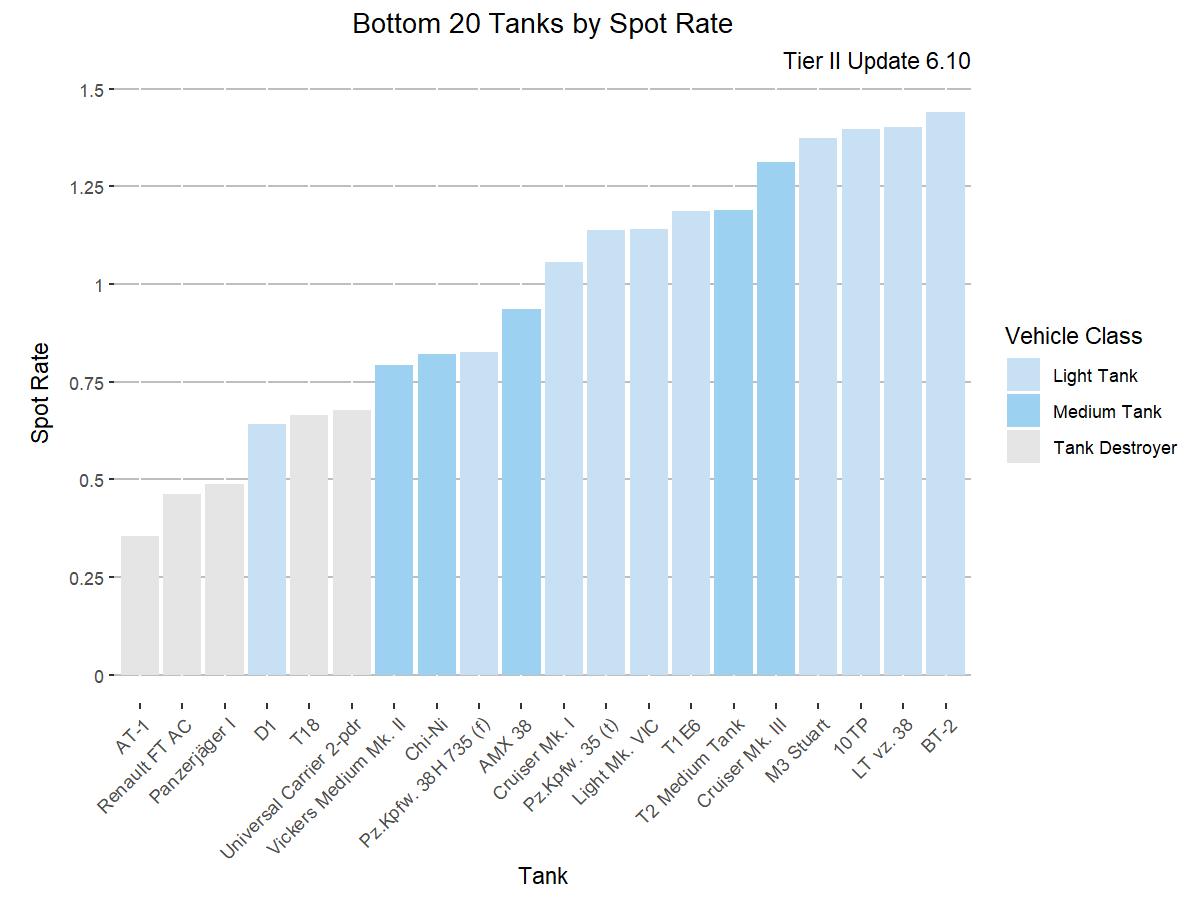 Bottom 20 Tanks by Spot Rate
Tier II Update 6.10
1.5
1.25
1
0.75
0.5
0.25
0
Spot Rate
AT-1
Renault FT AC
Panzerjäger I
D1
T18
Universal Carrier 2-pdr
Vickers Medium Mk. II
Chi-Ni
Pz.Kpfw. 38H 735 (f)
AMX 38
Cruiser Mk. I
Pz.Kpfw. 35 (t)
Light Mk. VIC
T1E6
T2 Medium Tank
Cruiser Mk. III
M3 Stuart
10TP
LT vz. 38
BT-2
Tank
Vehicle Class
Light Tank
Medium Tank
Tank Destroyer